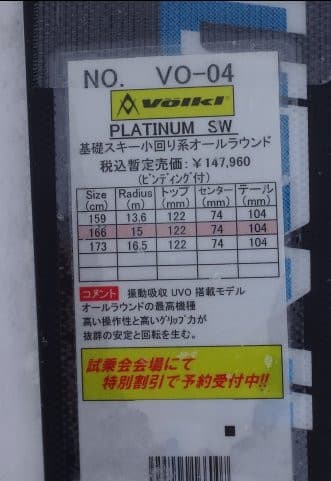 NO. VO-04
Völkl
PLATINUM SW
基礎スキー小回り系オールラウンド
税込暫定売価：￥147,960
(ビンディング付)
Size Radius トップ センター テール
(cm) (m) (mm) (mm) (mm)
159 13.6 122 74 104
166 15 122 74 104
173 16.5 122 74 104
コメント 振動吸収 UVO 搭載モデル
オールラウンドの最高機種
高い操作性と高いグリップ力が
抜群の安定と回転を生む。
試乗会会場にて
特別割引で予約受付中!!